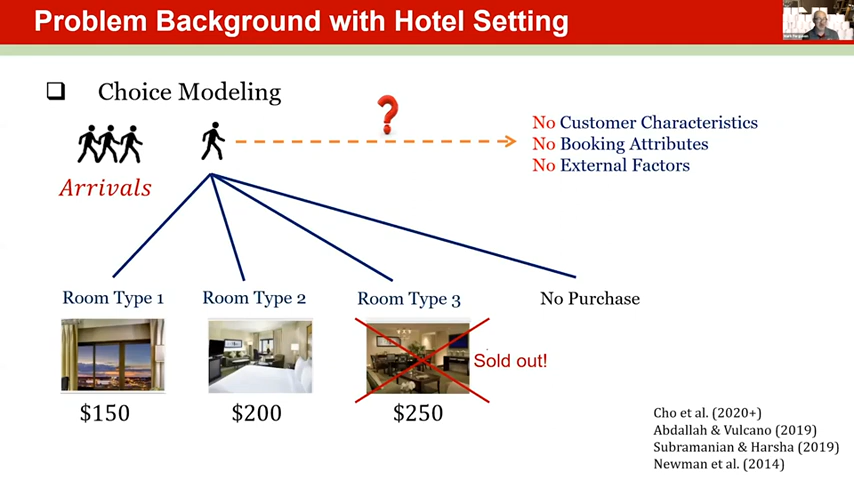 Problem Background with Hotel Setting
Choice Modeling
?
No Customer Characteristics
No Booking Attributes
No External Factors
Arrivals
Room Type 1
Room Type 2
Room Type 3
No Purchase
Sold out!
$150
$200
$250
Cho et al. (2020+)
Abdallah & Vulcano (2019)
Subramanian & Harsha (2019)
Newman et al. (2014)